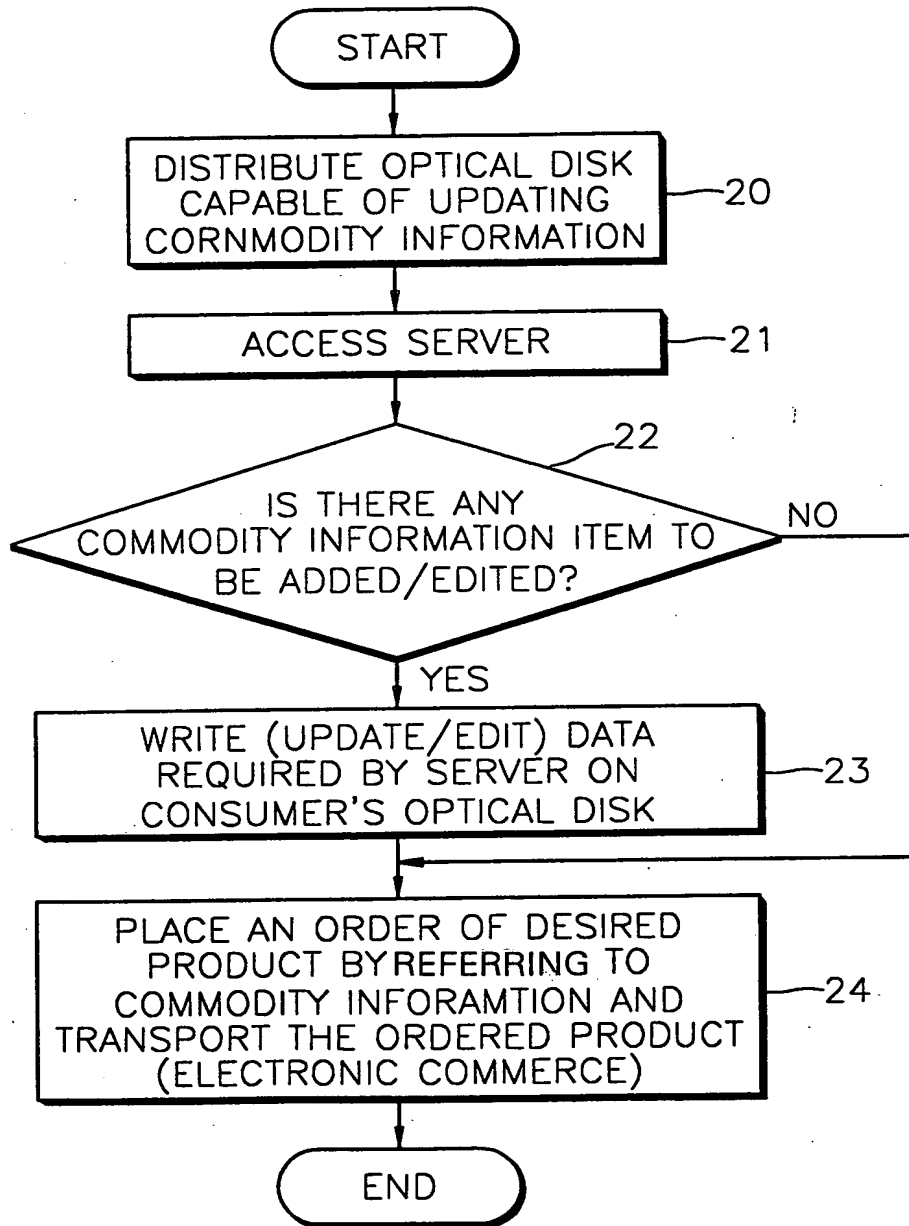 START
DISTRIBUTE OPTICAL DISK
CAPABLE OF UPDATING
CORNMODITY INFORMATION
20
ACCESS SERVER
21
22
IS THERE ANY
COMMODITY INFORMATION ITEM TO
BE ADDED/EDITED?
NO
YES
WRITE (UPDATE/EDIT) DATA
REQUIRED BY SERVER ON
CONSUMER'S OPTICAL DISK
23
PLACE AN ORDER OF DESIRED
PRODUCT BY REFERRING TO
COMMODITY INFORAMTION AND
TRANSPORT THE ORDERED PRODUCT
(ELECTRONIC COMMERCE)
24
END